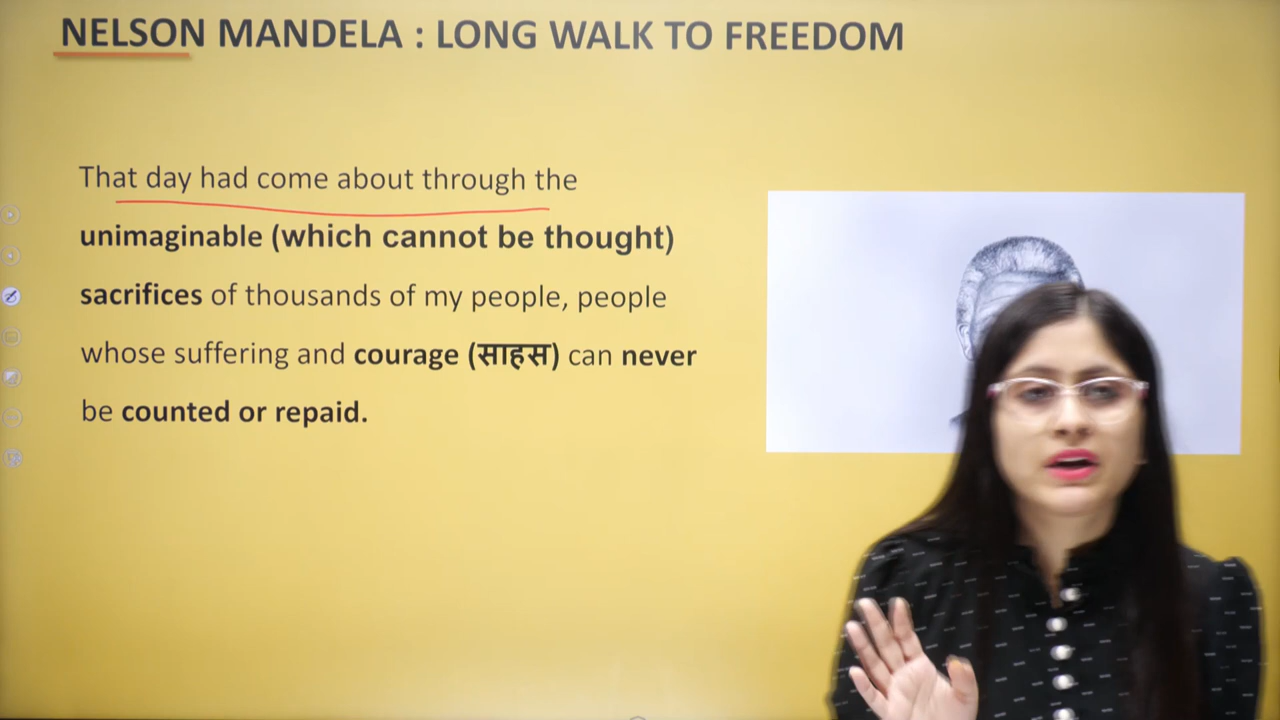 NELSON MANDELA : LONG WALK TO FREEDOM
That day had come about through the
unimaginable (which cannot be thought)
sacrifices of thousands of my people, people
whose suffering and courage (साहस) can never
be counted or repaid.